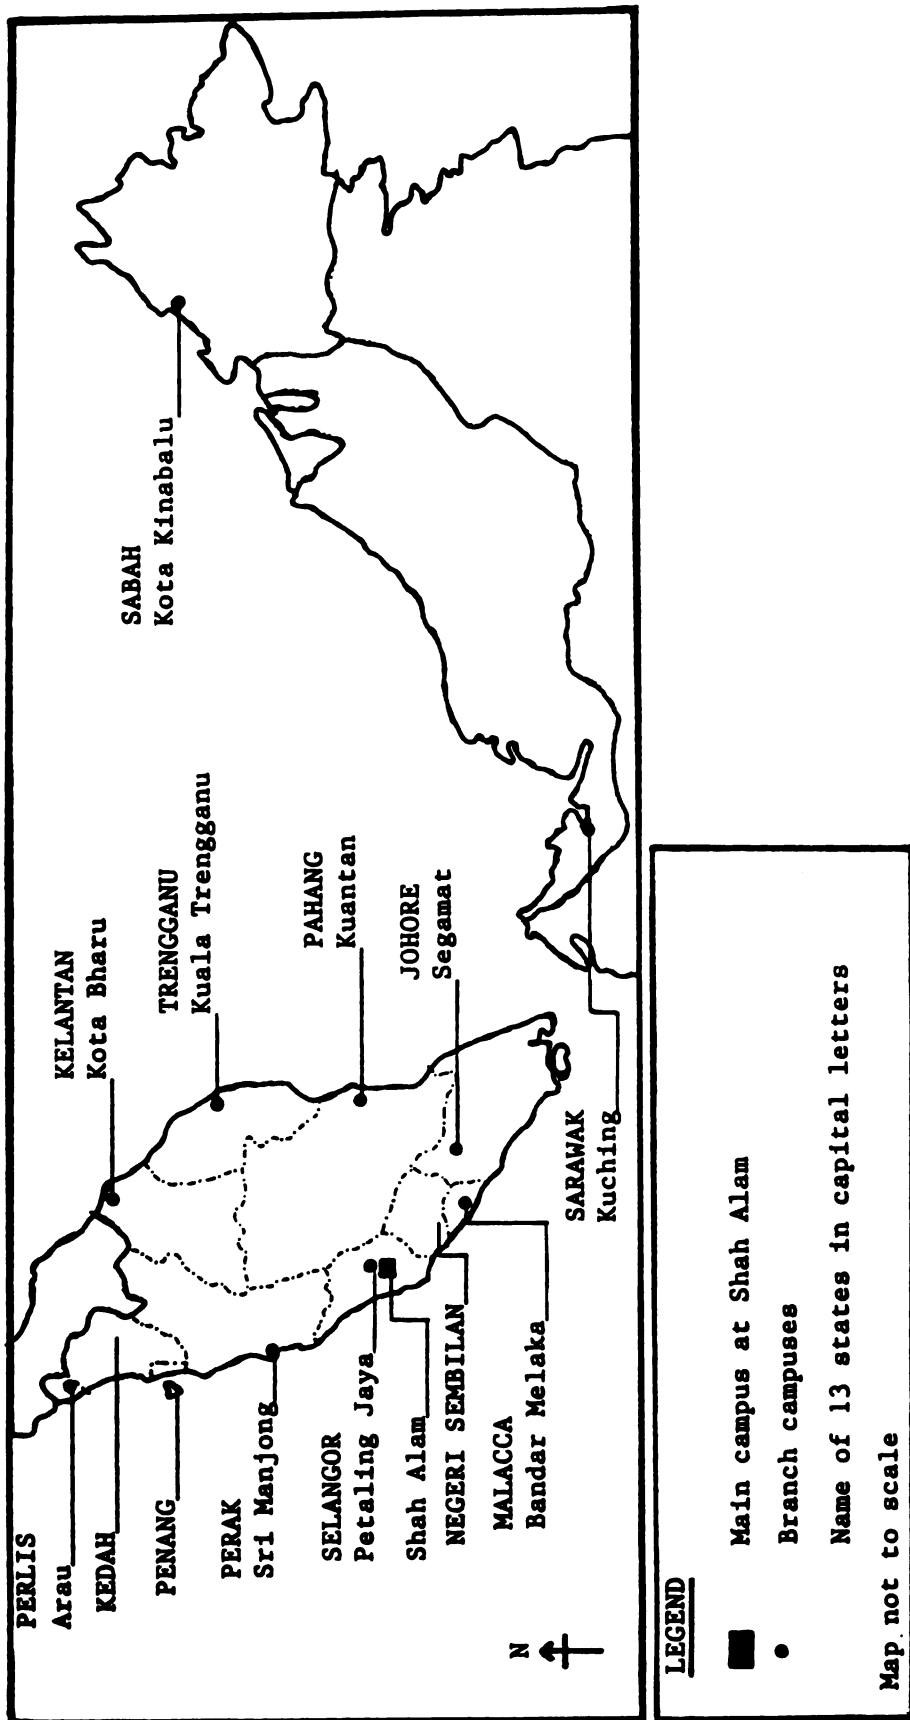 PERLIS
Arau
KEDAH
PENANG
PERAK
Sri Manjong
SELANGOR
Petaling Jaya
Shah Alam
NEGERI SEMBILAN
MALACCA
Bandar Melaka
KELANTAN
Kota Bharu
TRENGGANU
Kuala Trengganu
PAHANG
Kuantan
JOHORE
Segamat
SABAH
Kota Kinabalu
SARAWAK
Kuching
N
LEGEND
Main campus at Shah Alam
Branch campuses
Name of 13 states in capital letters
Map not to scale